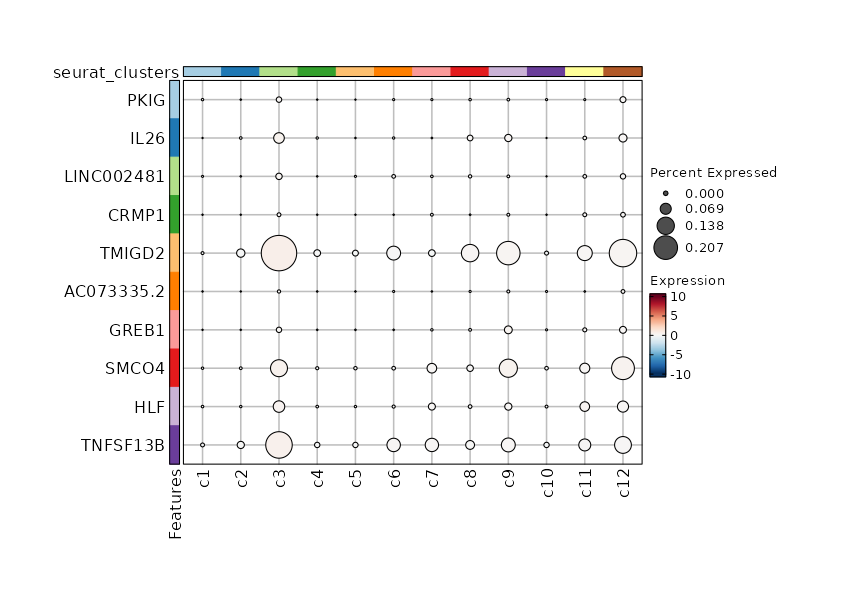 seurat_clusters
PKIG
IL26
LINC002481
CRMP1
TMIGD2
AC073335.2
GREB1
SMCO4
HLF
TNFSF13B
Features
c1
c2
c3
c4
c5
c6
c7
c8
c9
c10
c11
c12
Percent Expressed
0.000
0.069
0.138
0.207
Expression
10
5
0
-5
-10